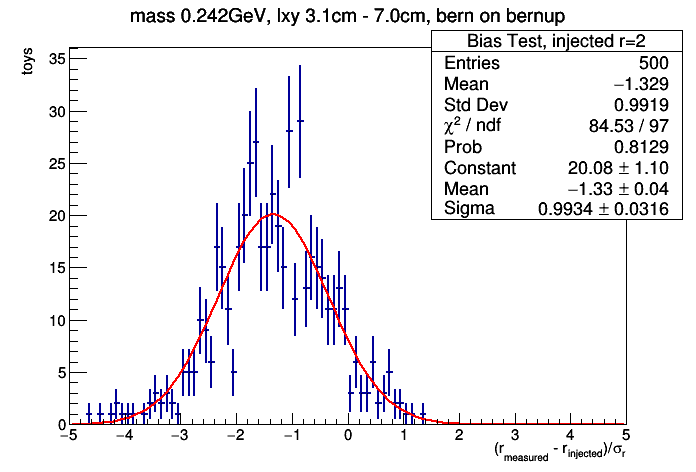 mass 0.242GeV, lxy 3.1cm - 7.0cm, bern on bernup
Bias Test, injected r=2
Entries 500
Mean −1.329
Std Dev 0.9919
χ² / ndf 84.53 / 97
Prob 0.8129
Constant 20.08 ± 1.10
Mean −1.33 ± 0.04
Sigma 0.9934 ± 0.0316
toys
35
30
25
20
15
10
5
0
−5 −4 −3 −2 −1 0 1 2 3 4 5
(r_measured - r_injected)/σ_r